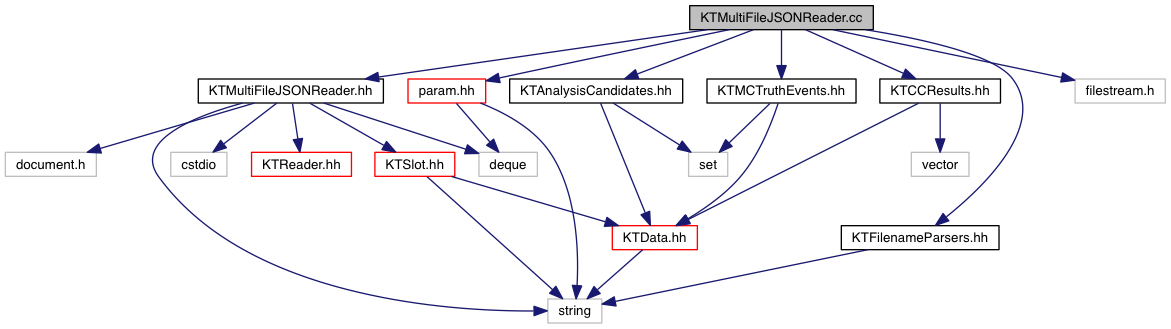 KTMultiFileJSONReader.cc
KTMultiFileJSONReader.hh
param.hh
KTAnalysisCandidates.hh
KTMCTruthEvents.hh
KTCCResults.hh
filestream.h
document.h
cstdio
KTReader.hh
KTSlot.hh
deque
set
vector
KTData.hh
KTFilenameParsers.hh
string